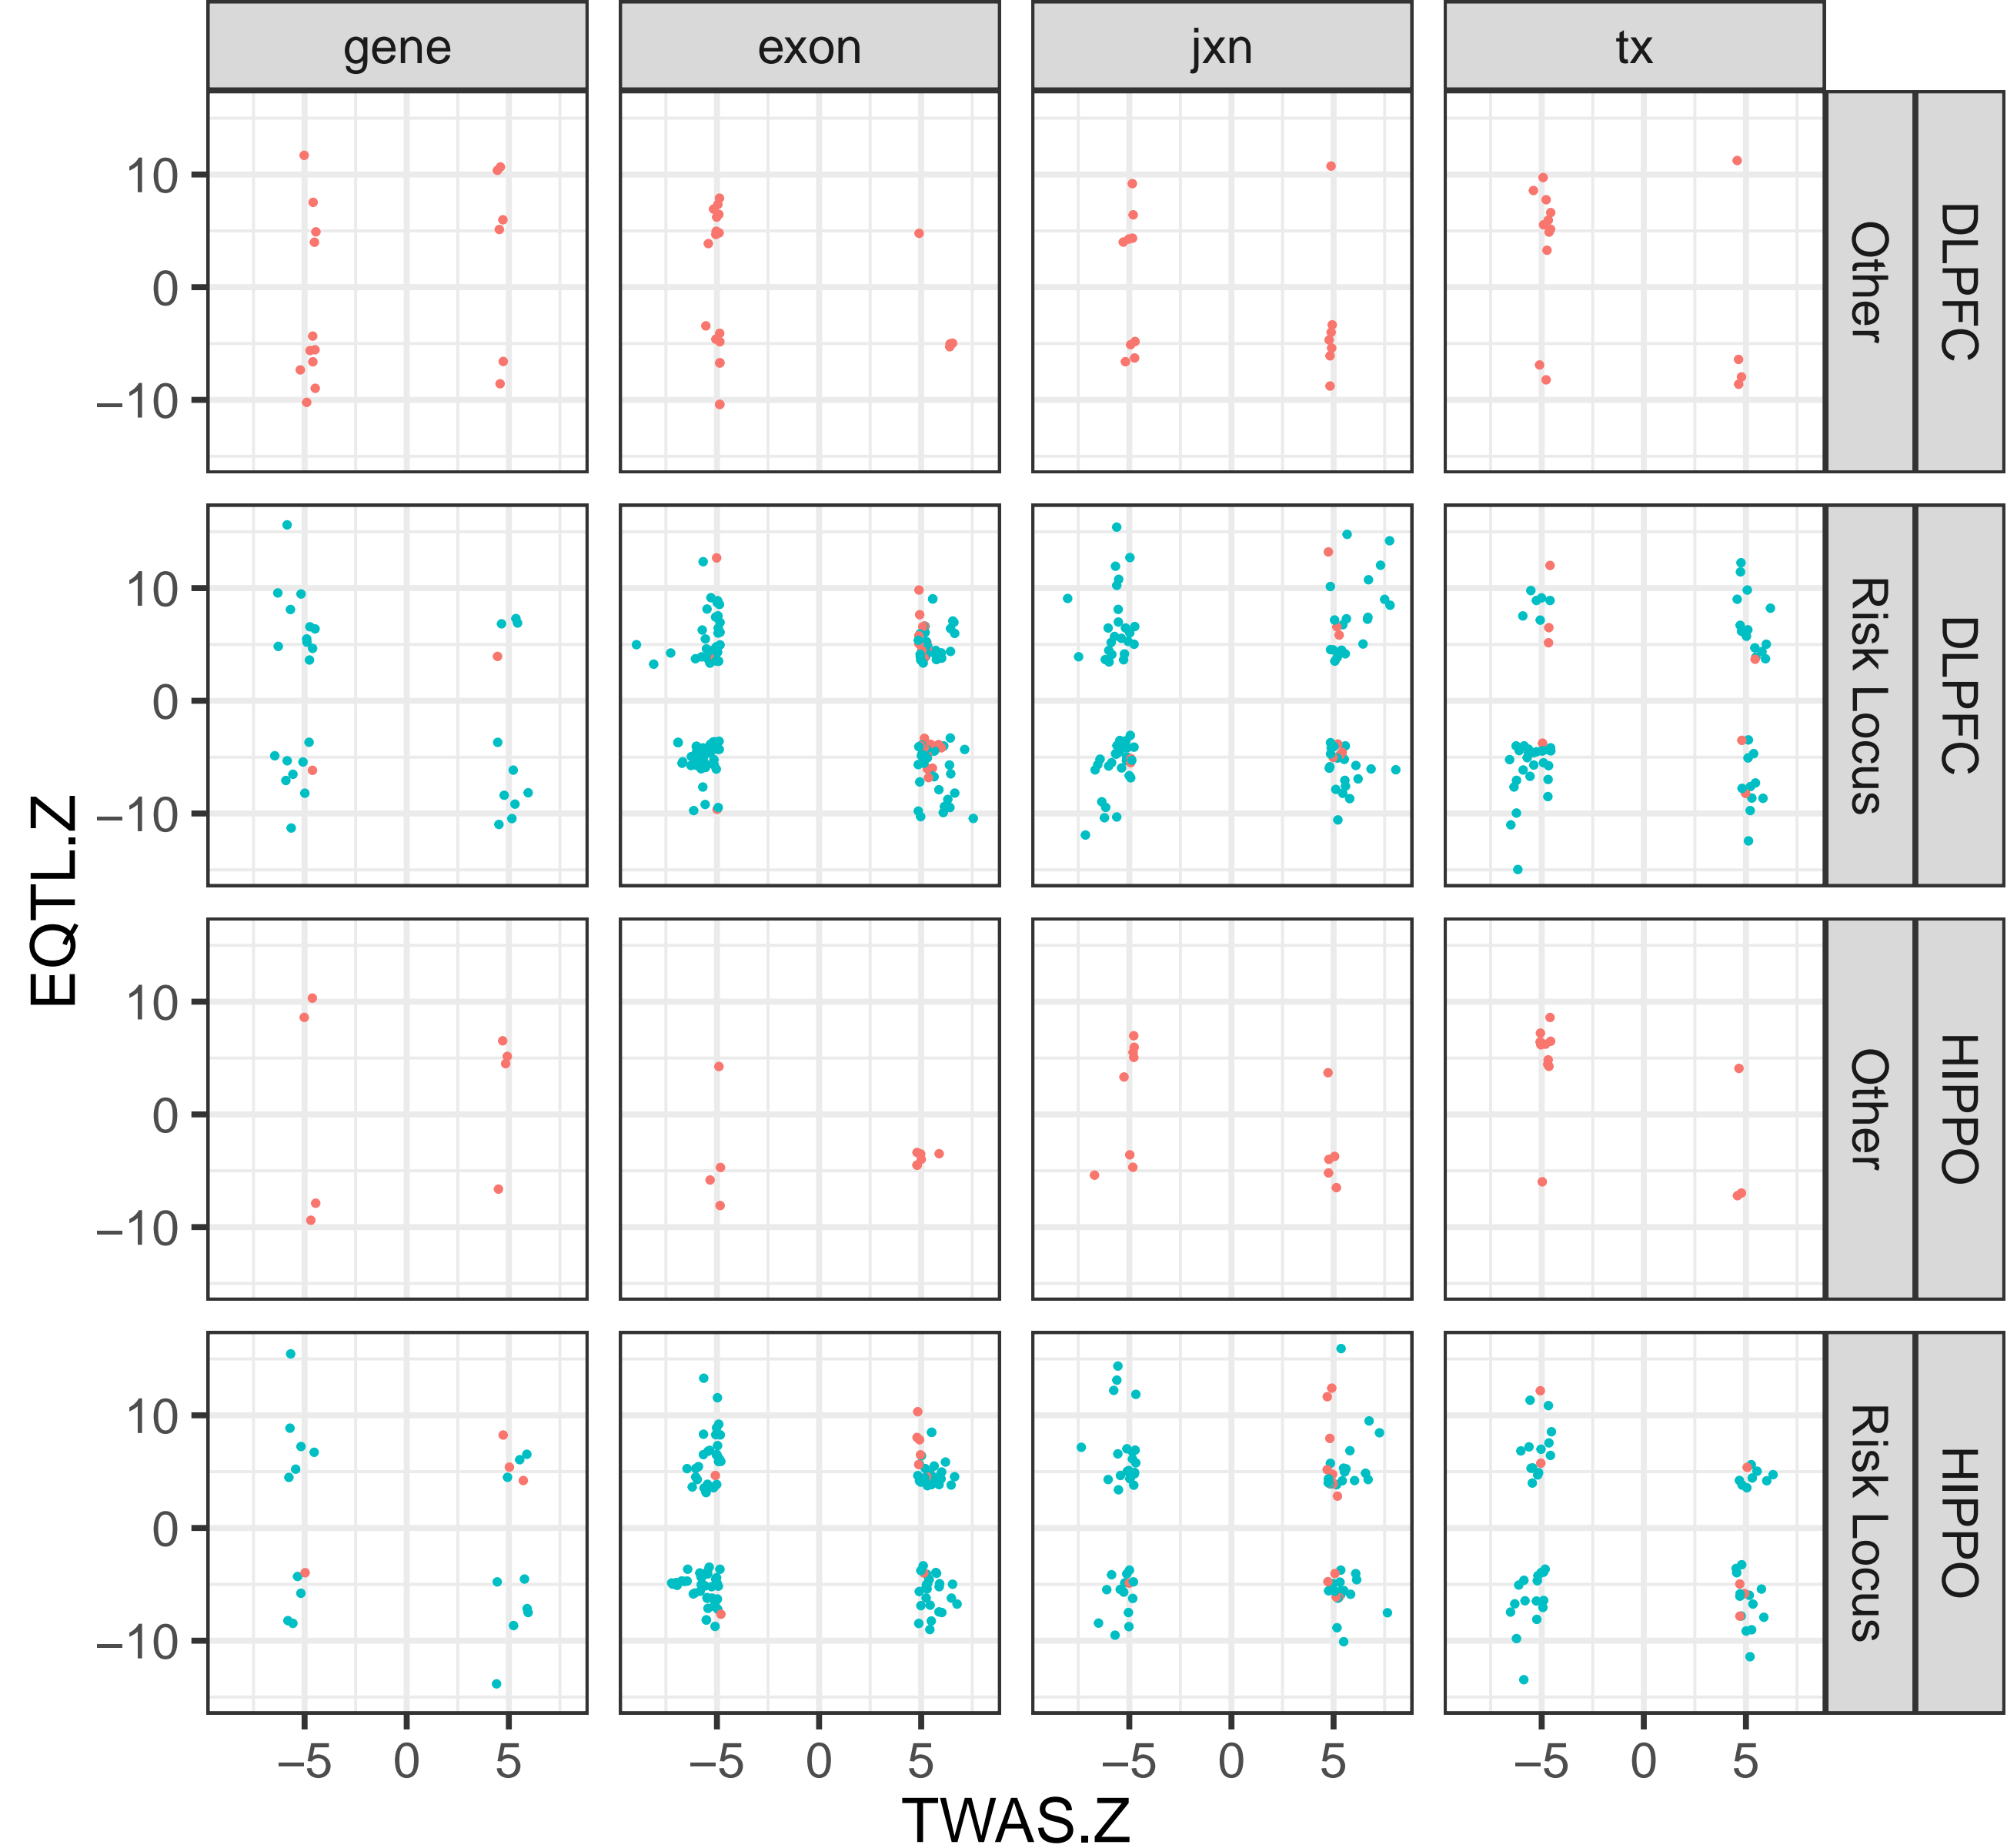 gene exon jxn tx
10
0
−10
Other
DLPFC
10
0
−10
Risk Locus
DLPFC
10
0
−10
Other
HIPPO
10
0
−10
Risk Locus
HIPPO
EQTL.Z
−5 0 5 −5 0 5 −5 0 5 −5 0 5
TWAS.Z